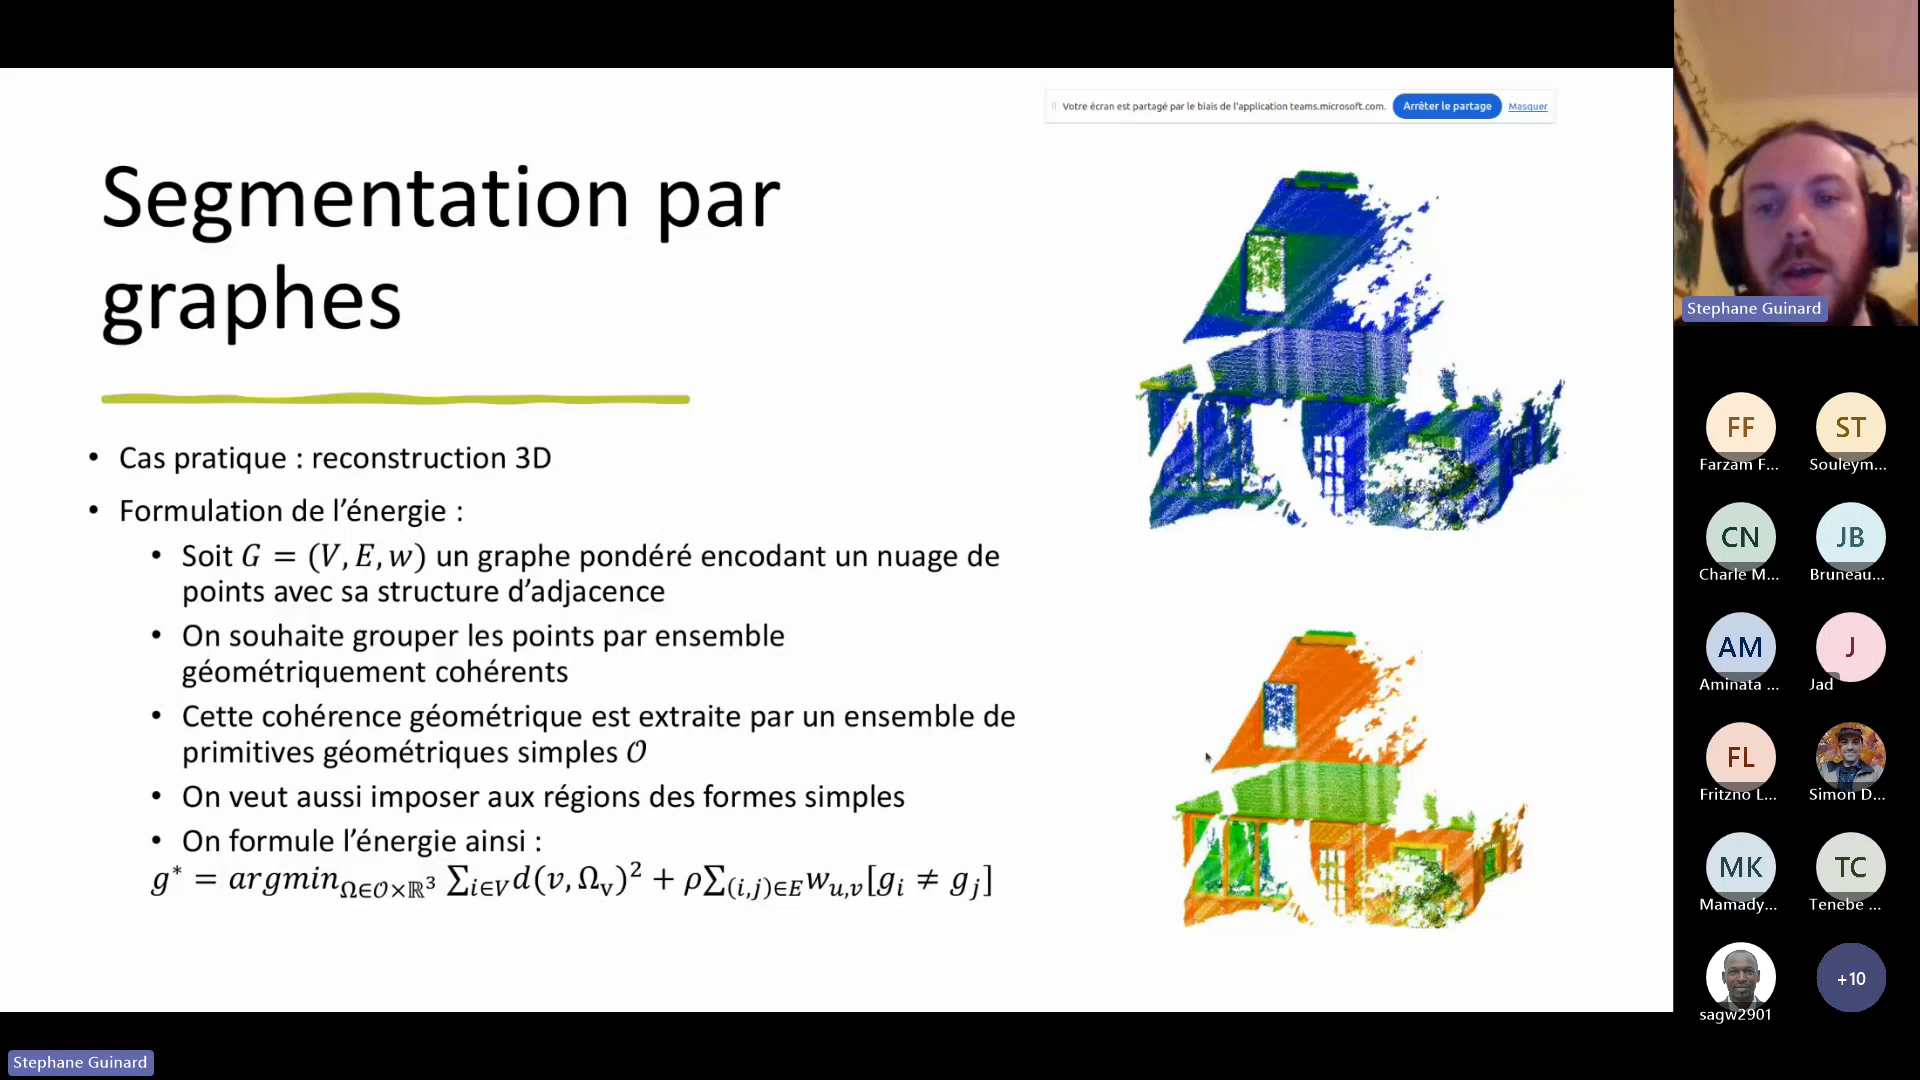 Votre écran est partagé par le biais de l'application teams.microsoft.com. Arrêter le partage Masquer
Segmentation par
graphes
• Cas pratique : reconstruction 3D
• Formulation de l'énergie :
• Soit G = (V, E, w) un graphe pondéré encodant un nuage de
points avec sa structure d'adjacence
• On souhaite grouper les points par ensemble
géométriquement cohérents
• Cette cohérence géométrique est extraite par un ensemble de
primitives géométriques simples 𝒪
• On veut aussi imposer aux régions des formes simples
• On formule l'énergie ainsi :
g* = argmin_{Ω∈𝒪×ℝ³} ∑_{i∈V} d(v, Ω_v)² + ρ∑_{(i,j)∈E} w_{u,v}[g_i ≠ g_j]
Stephane Guinard
FF ST
Farzam F... Souleym...
CN JB
Charle M... Bruneau...
AM J
Aminata ... Jad
FL
Fritzno L... Simon D...
MK TC
Mamady... Tenebe ...
+10
sagw2901
Stephane Guinard